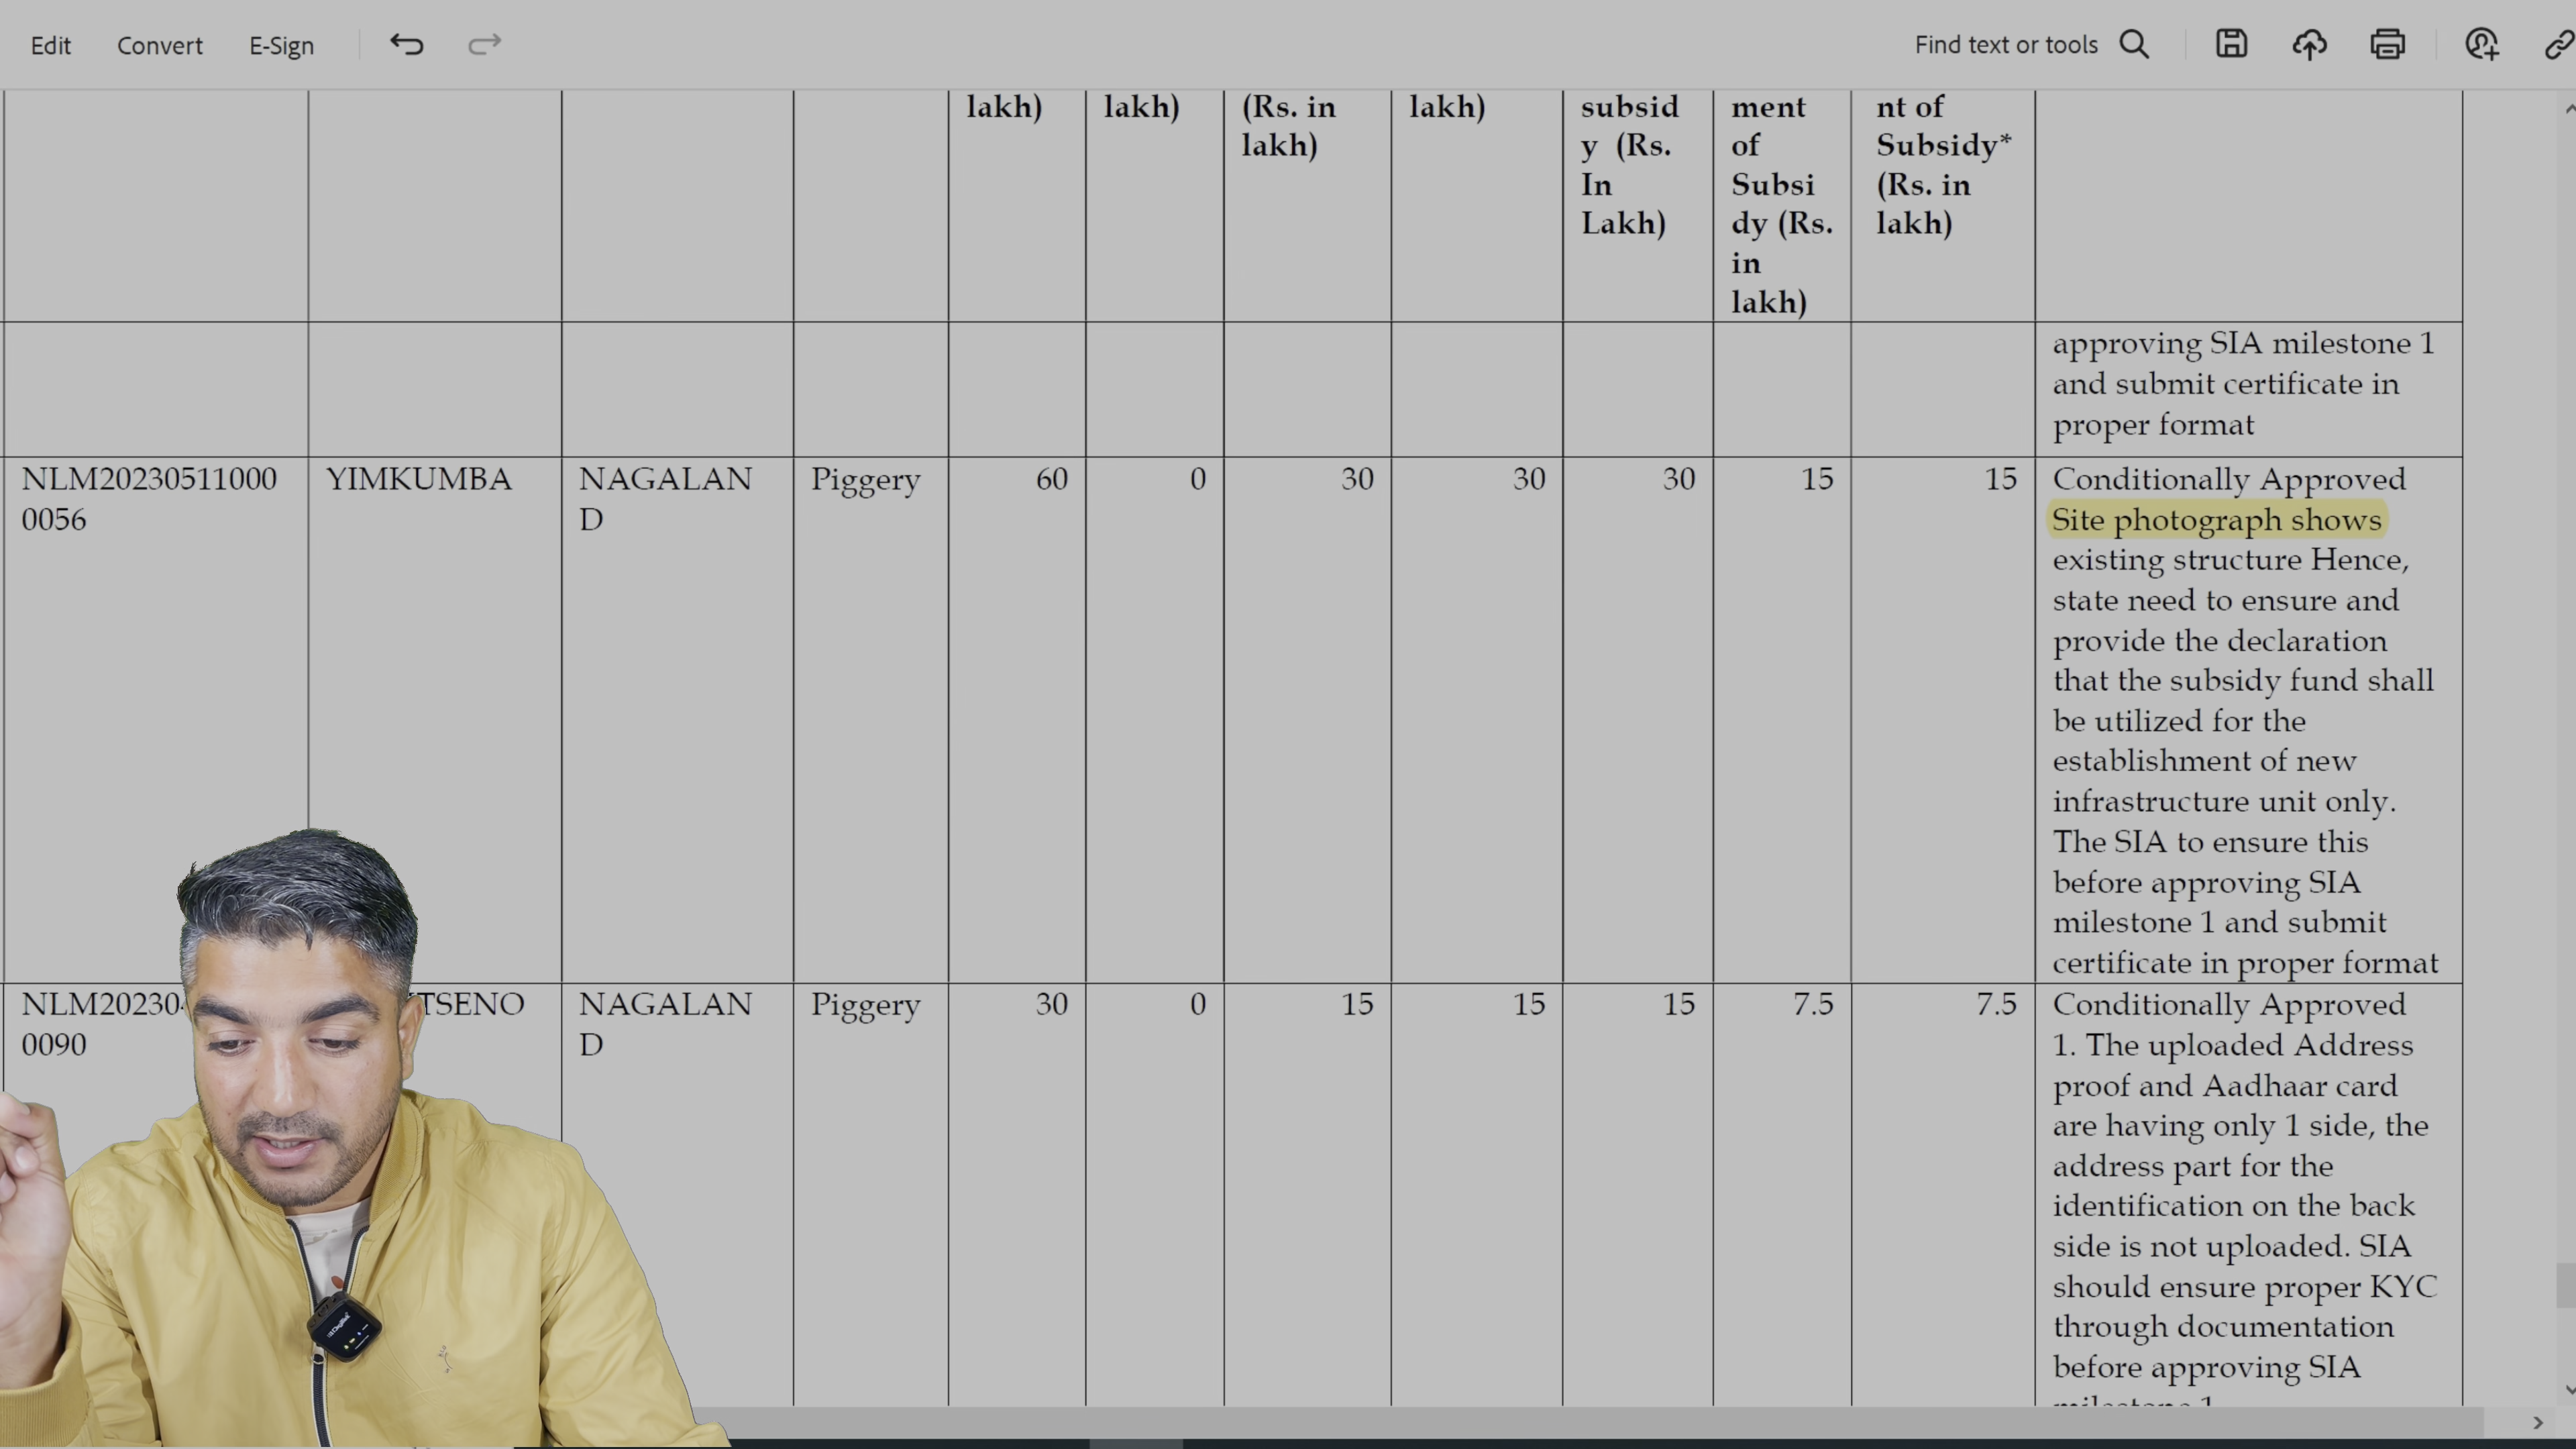 Edit Convert E-Sign Find text or tools
lakh) lakh) (Rs. in lakh) subsid ment nt of
lakh) y (Rs. of Subsidy*
In Subsi (Rs. in
Lakh) dy (Rs. lakh)
in
lakh)
approving SIA milestone 1
and submit certificate in
proper format
NLM20230511000 YIMKUMBA NAGALAN Piggery 60 0 30 30 30 15 15 Conditionally Approved
0056 D Site photograph shows
existing structure Hence,
state need to ensure and
provide the declaration
that the subsidy fund shall
be utilized for the
establishment of new
infrastructure unit only.
The SIA to ensure this
before approving SIA
milestone 1 and submit
certificate in proper format
NLM20230 TSENO NAGALAN Piggery 30 0 15 15 15 7.5 7.5 Conditionally Approved
0090 D 1. The uploaded Address
proof and Aadhaar card
are having only 1 side, the
address part for the
identification on the back
side is not uploaded. SIA
should ensure proper KYC
through documentation
before approving SIA